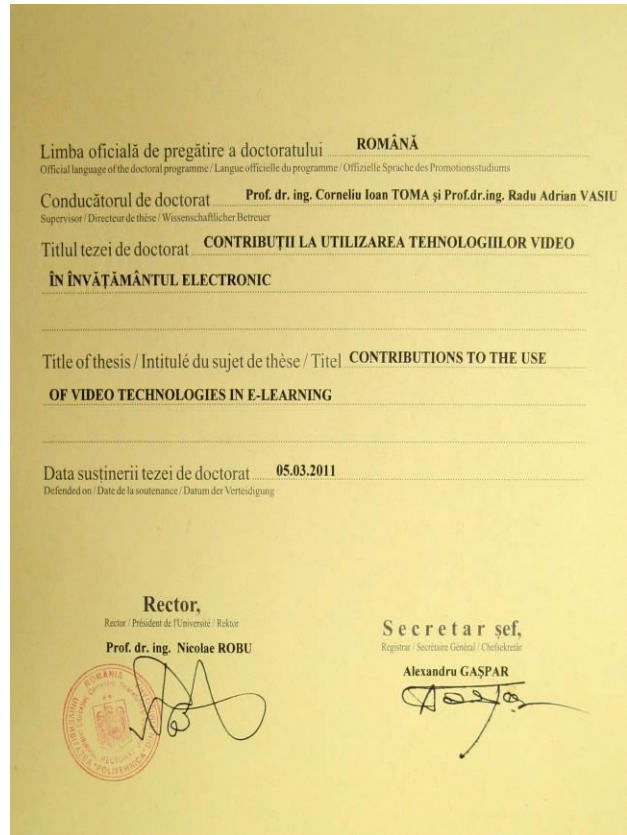 Limba oficială de pregătire a doctoratului ROMÂNĂ
Official language of the doctoral programme / Langue officielle du programme / Offizielle Sprache des Promotionsstudiums
Conducătorul de doctorat Prof. dr. ing. Corneliu Ioan TOMA și Prof.dr.ing. Radu Adrian VASIU
Supervisor / Directeur de thèse / Wissenschaftlicher Betreuer
Titlul tezei de doctorat CONTRIBUȚII LA UTILIZAREA TEHNOLOGIILOR VIDEO
ÎN ÎNVĂȚĂMÂNTUL ELECTRONIC
Title of thesis / Intitulé du sujet de thèse / Titel CONTRIBUTIONS TO THE USE
OF VIDEO TECHNOLOGIES IN E-LEARNING
Data susținerii tezei de doctorat 05.03.2011
Defended on / Date de la soutenance / Datum der Verteidigung
Rector,
Rector / Président de l'Université / Rektor
Prof. dr. ing. Nicolae ROBU
Secretar șef,
Registrar / Secrétaire Général / Chefsekretär
Alexandru GAȘPAR
ROMANIA
UNIVERSITATEA "POLITEHNICA" DIN
RECTORAT